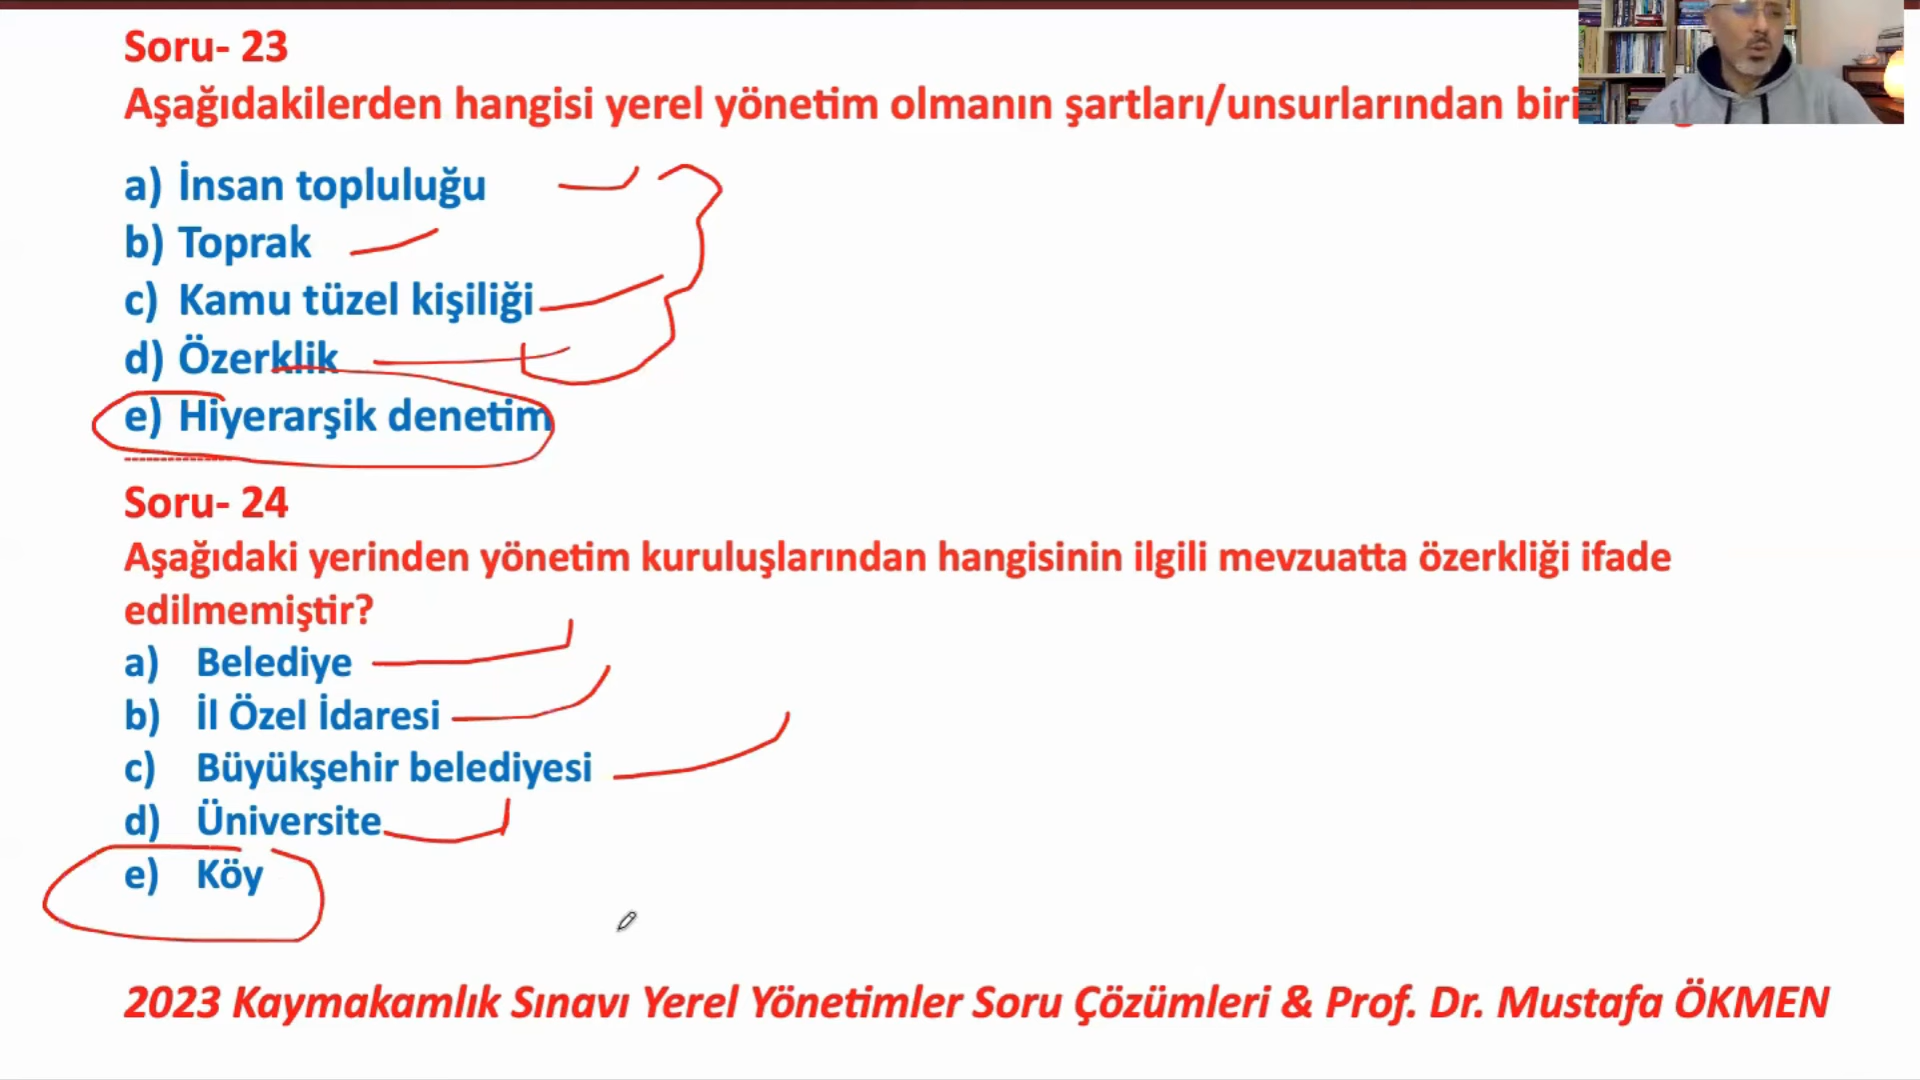 Soru- 23
Aşağıdakilerden hangisi yerel yönetim olmanın şartları/unsurlarından biri
a) İnsan topluluğu
b) Toprak
c) Kamu tüzel kişiliği
d) Özerklik
e) Hiyerarşik denetim
Soru- 24
Aşağıdaki yerinden yönetim kuruluşlarından hangisinin ilgili mevzuatta özerkliği ifade
edilmemiştir?
a) Belediye
b) İl Özel İdaresi
c) Büyükşehir belediyesi
d) Üniversite
e) Köy
2023 Kaymakamlık Sınavı Yerel Yönetimler Soru Çözümleri & Prof. Dr. Mustafa ÖKMEN